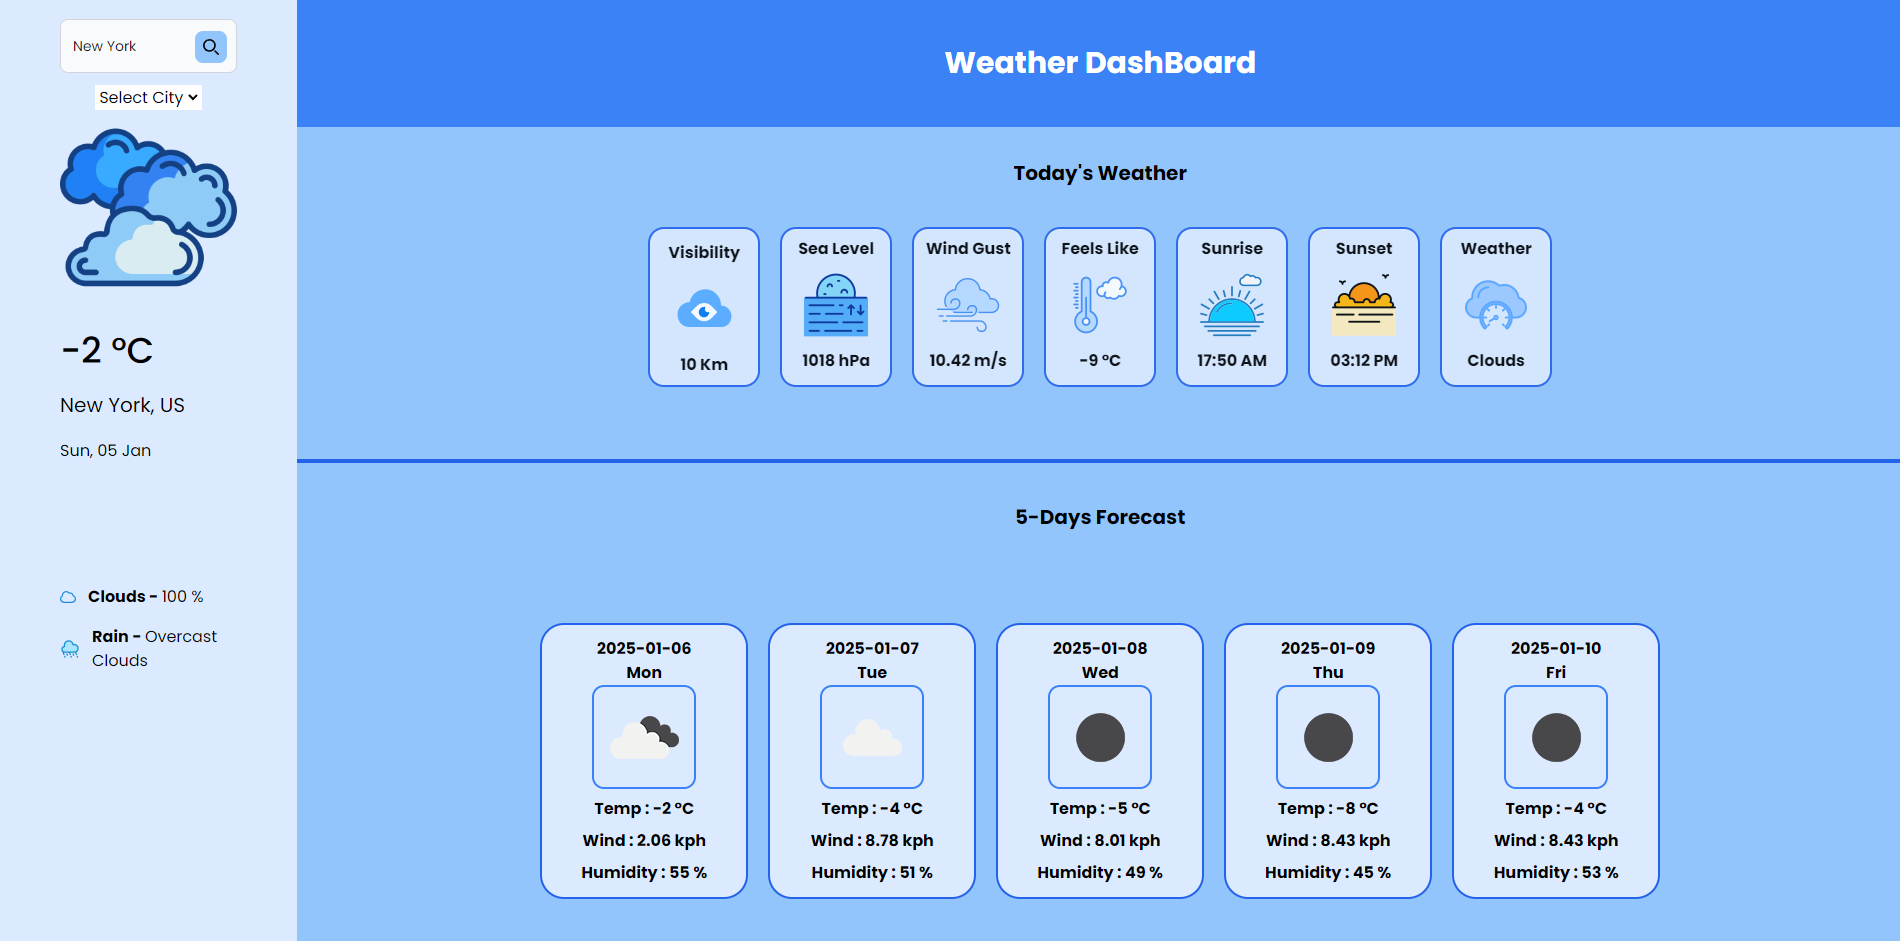 New York
Select City
-2 °C
New York, US
Sun, 05 Jan
Clouds - 100 %
Rain - Overcast
Clouds
Weather DashBoard
Today's Weather
Visibility
10 Km
Sea Level
1018 hPa
Wind Gust
10.42 m/s
Feels Like
-9 °C
Sunrise
17:50 AM
Sunset
03:12 PM
Weather
Clouds
5-Days Forecast
2025-01-06
Mon
Temp : -2 °C
Wind : 2.06 kph
Humidity : 55 %
2025-01-07
Tue
Temp : -4 °C
Wind : 8.78 kph
Humidity : 51 %
2025-01-08
Wed
Temp : -5 °C
Wind : 8.01 kph
Humidity : 49 %
2025-01-09
Thu
Temp : -8 °C
Wind : 8.43 kph
Humidity : 45 %
2025-01-10
Fri
Temp : -4 °C
Wind : 8.43 kph
Humidity : 53 %